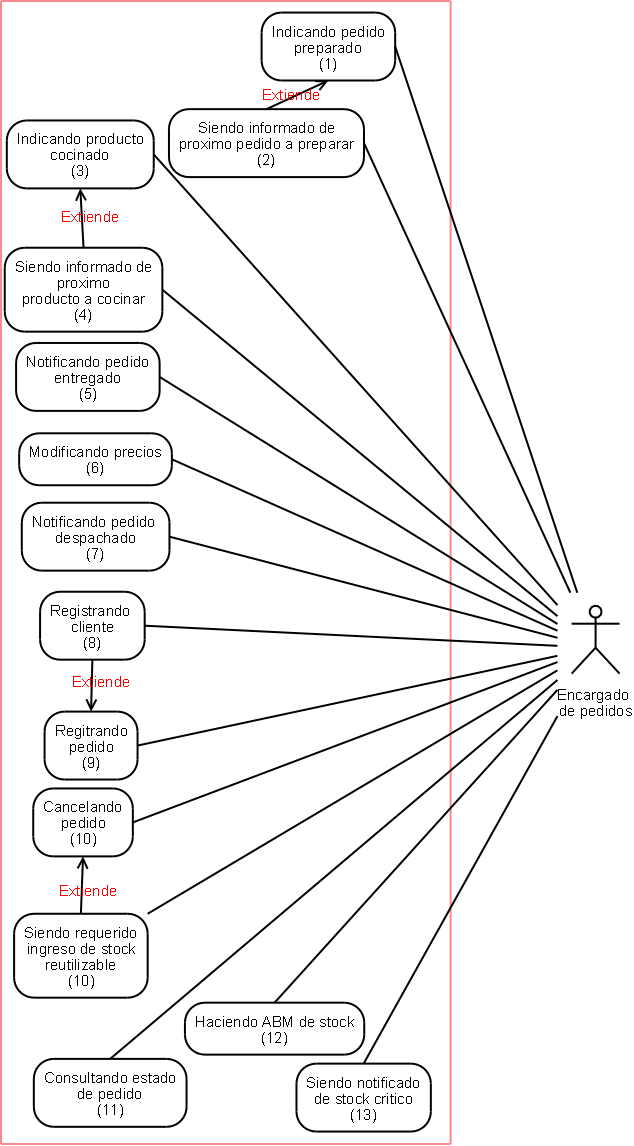 Indicando pedido
preparado
(1)
Extiende
Siendo informado de
proximo pedido a preparar
(2)
Indicando producto
cocinado
(3)
Extiende
Siendo informado de
proximo
producto a cocinar
(4)
Notificando pedido
entregado
(5)
Modificando precios
(6)
Notificando pedido
despachado
(7)
Registrando
cliente
(8)
Extiende
Regitrando
pedido
(9)
Cancelando
pedido
(10)
Extiende
Siendo requerido
ingreso de stock
reutilizable
(10)
Haciendo ABM de stock
(12)
Consultando estado
de pedido
(11)
Siendo notificado
de stock critico
(13)
Encargado
de pedidos